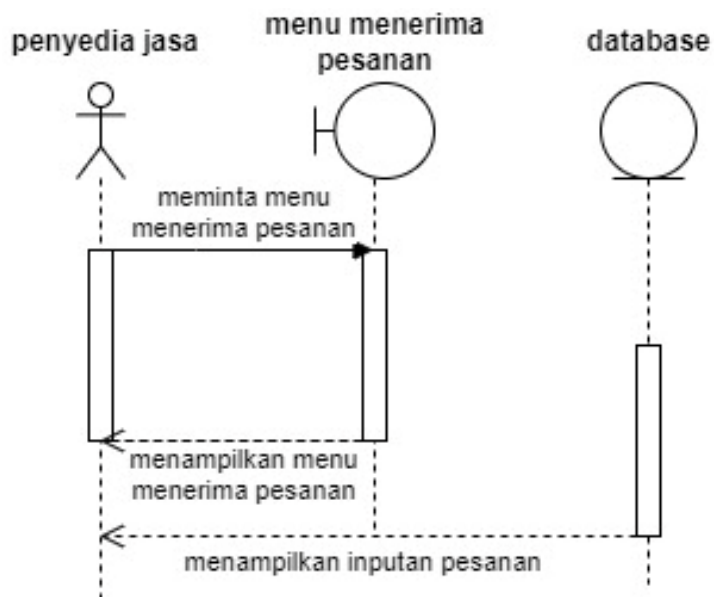 penyedia jasa
menu menerima
pesanan
database
meminta menu
menerima pesanan
menampilkan menu
menerima pesanan
menampilkan inputan pesanan